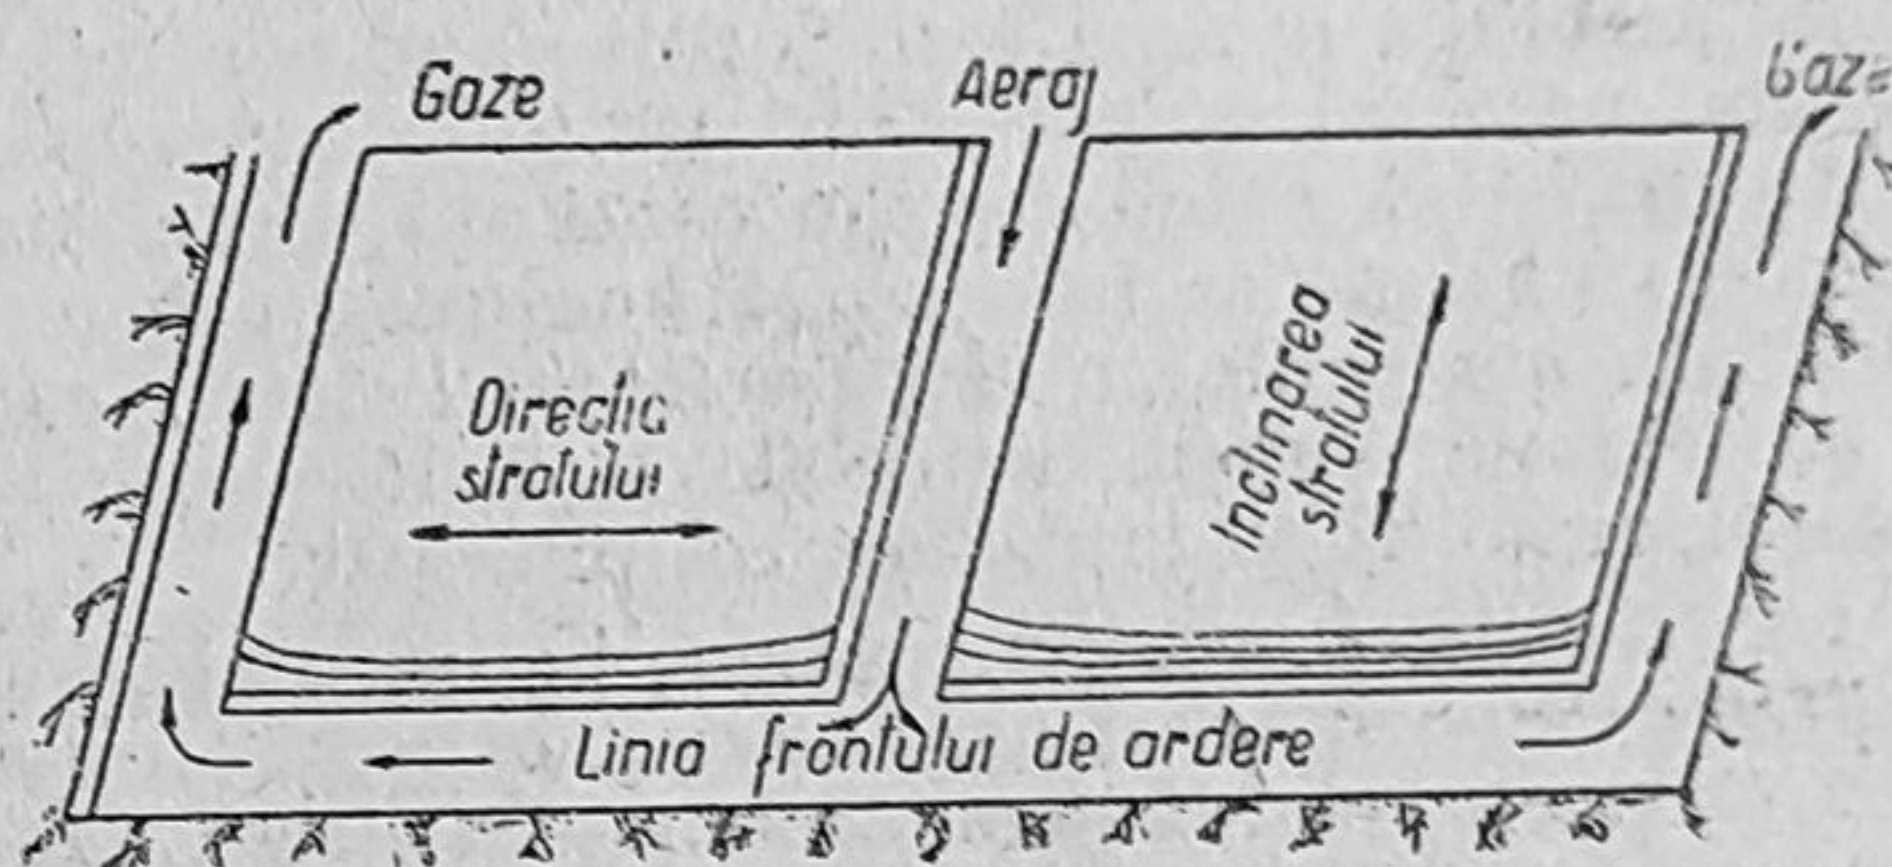 Gaze
Aeraj
Gaze
Direcția
stratului
Inclinarea
stratului
Linia frontului de ardere